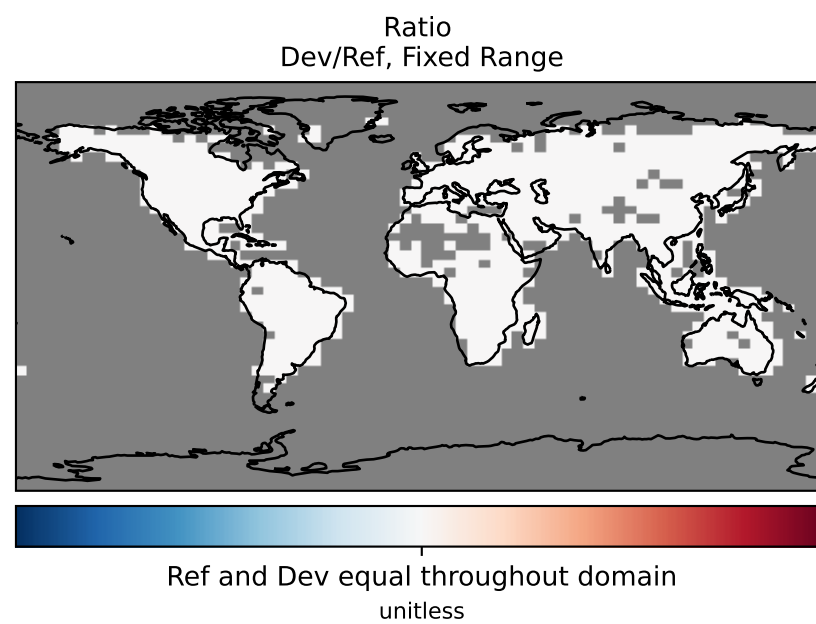 Ratio
Dev/Ref, Fixed Range
Ref and Dev equal throughout domain
unitless